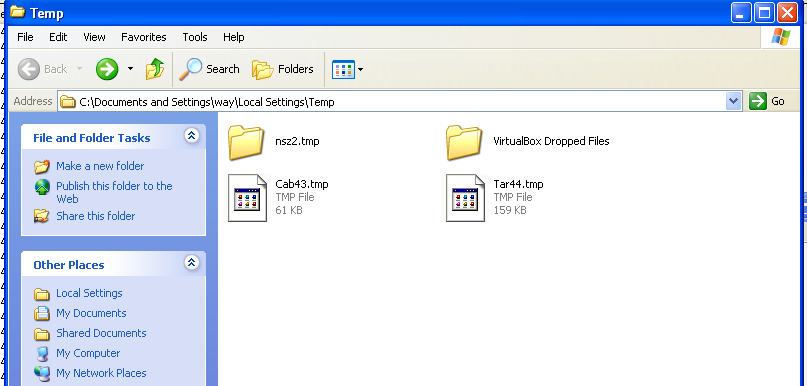 Temp
File Edit View Favorites Tools Help
Back Search Folders
Address C:\Documents and Settings\way\Local Settings\Temp Go
File and Folder Tasks
Make a new folder
Publish this folder to the
Web
Share this folder
Other Places
Local Settings
My Documents
Shared Documents
My Computer
My Network Places
nsz2.tmp
VirtualBox Dropped Files
Cab43.tmp
TMP File
61 KB
Tar44.tmp
TMP File
159 KB